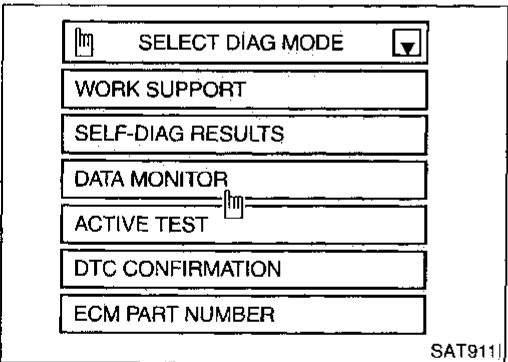 SELECT DIAG MODE
WORK SUPPORT
SELF-DIAG RESULTS
DATA MONITOR
ACTIVE TEST
DTC CONFIRMATION
ECM PART NUMBER
SAT911I